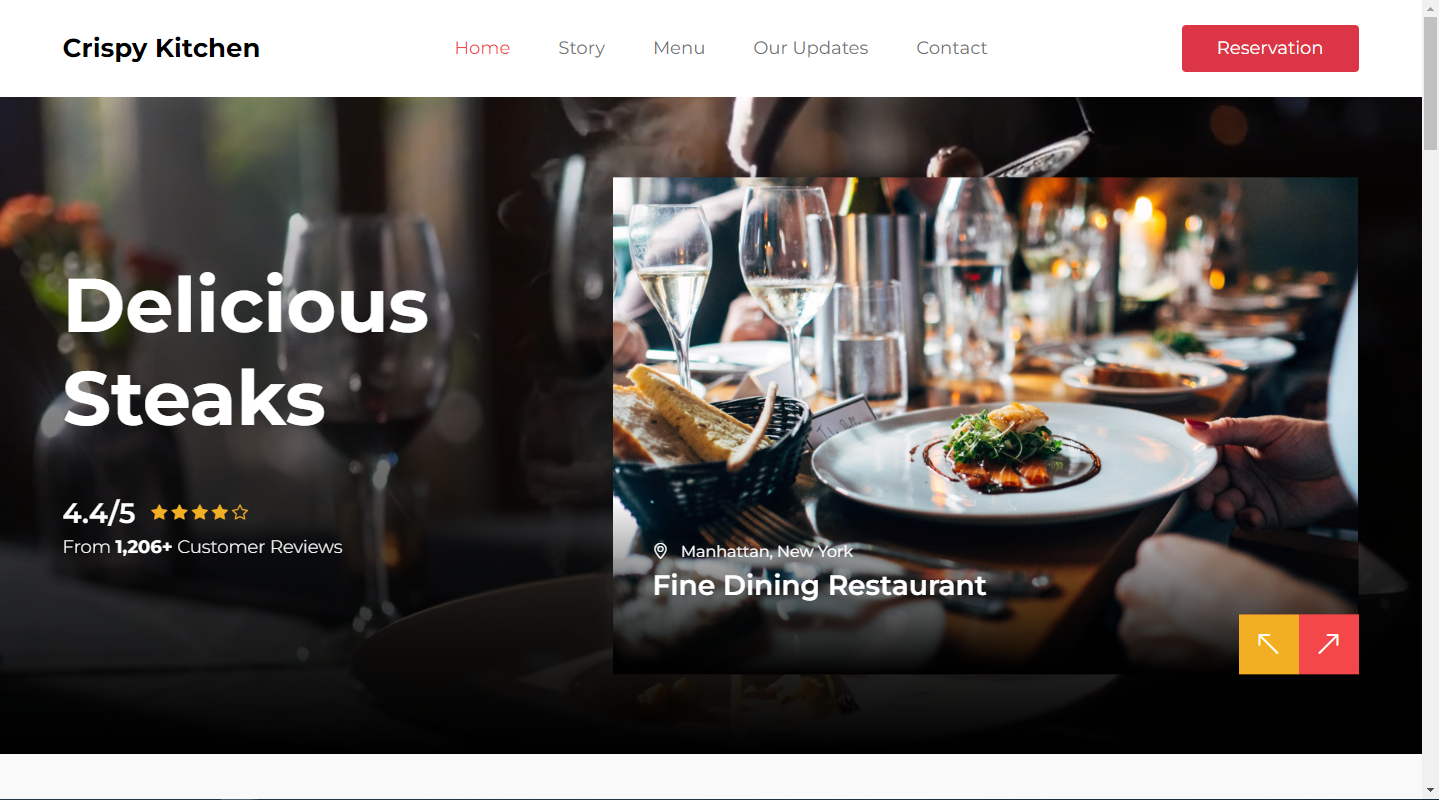 Crispy Kitchen
Home Story Menu Our Updates Contact
Reservation
Delicious
Steaks
4.4/5
From 1,206+ Customer Reviews
Manhattan, New York
Fine Dining Restaurant